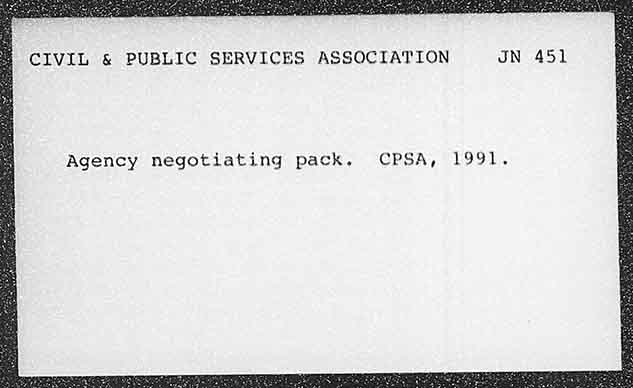 CIVIL & PUBLIC SERVICES ASSOCIATION JN 451
Agency negotiating pack. CPSA, 1991.